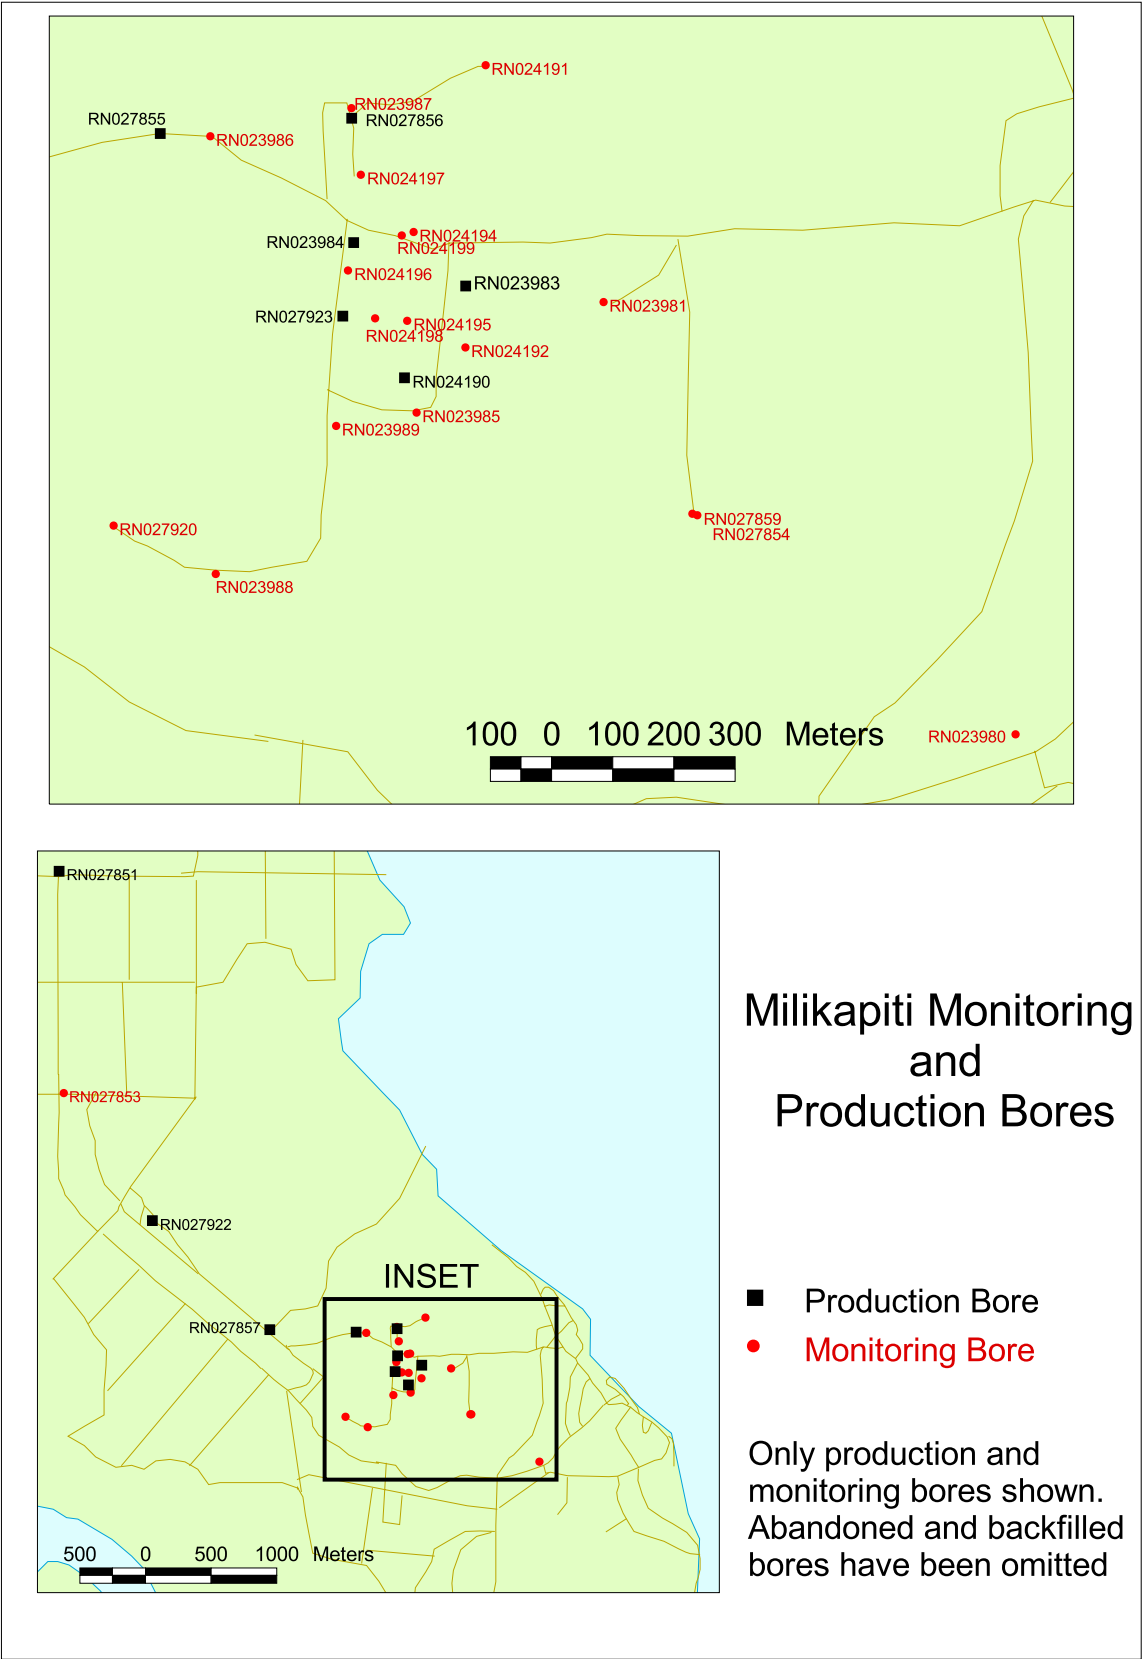 RN024191
RN023987
RN027855
RN027856
RN023986
RN024197
RN024194
RN023984
RN024199
RN024196
RN023983
RN023981
RN027923
RN024195
RN024198
RN024192
RN024190
RN023985
RN023989
RN027859
RN027920
RN027854
RN023988
100 0 100 200 300 Meters
RN023980
RN027851
RN027853
RN027922
INSET
RN027857
500 0 500 1000 Meters
Milikapiti Monitoring
and
Production Bores
Production Bore
Monitoring Bore
Only production and
monitoring bores shown.
Abandoned and backfilled
bores have been omitted